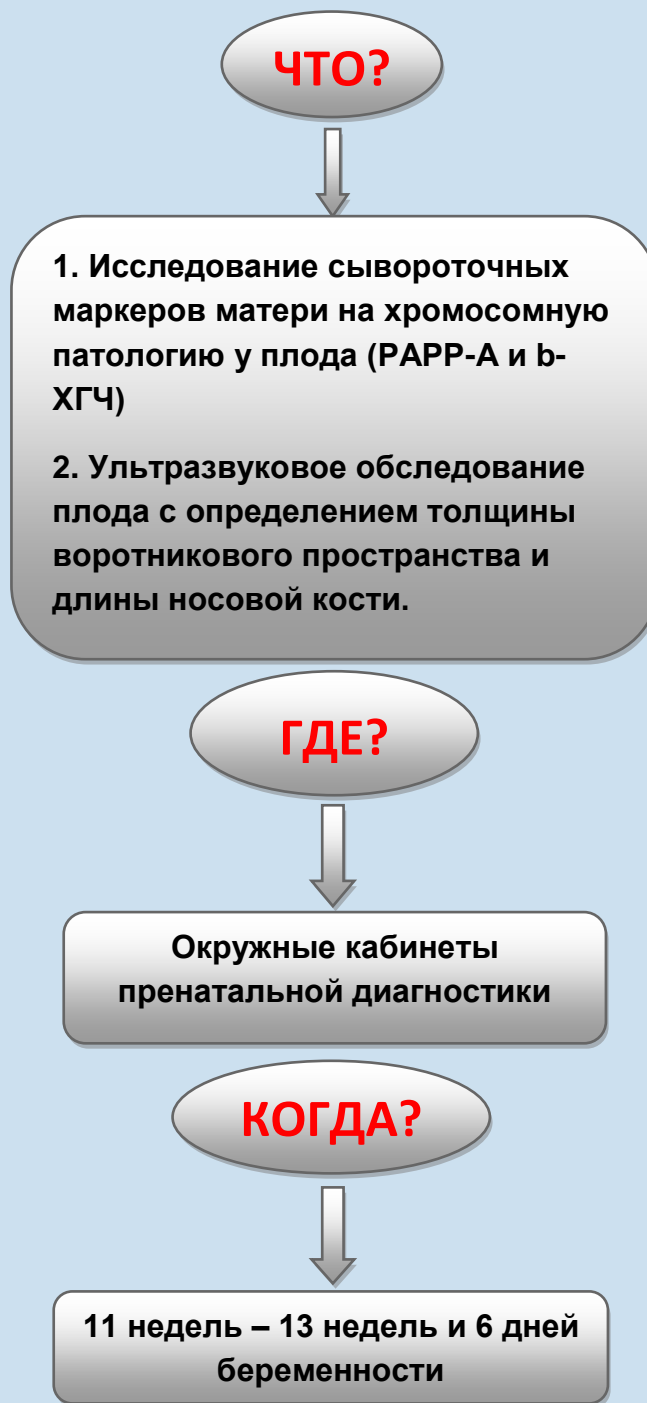 ЧТО?
1. Исследование сывороточных
маркеров матери на хромосомную
патологию у плода (PAPP-A и b-
ХГЧ)
2. Ультразвуковое обследование
плода с определением толщины
воротникового пространства и
длины носовой кости.
ГДЕ?
Окружные кабинеты
пренатальной диагностики
КОГДА?
11 недель – 13 недель и 6 дней
беременности